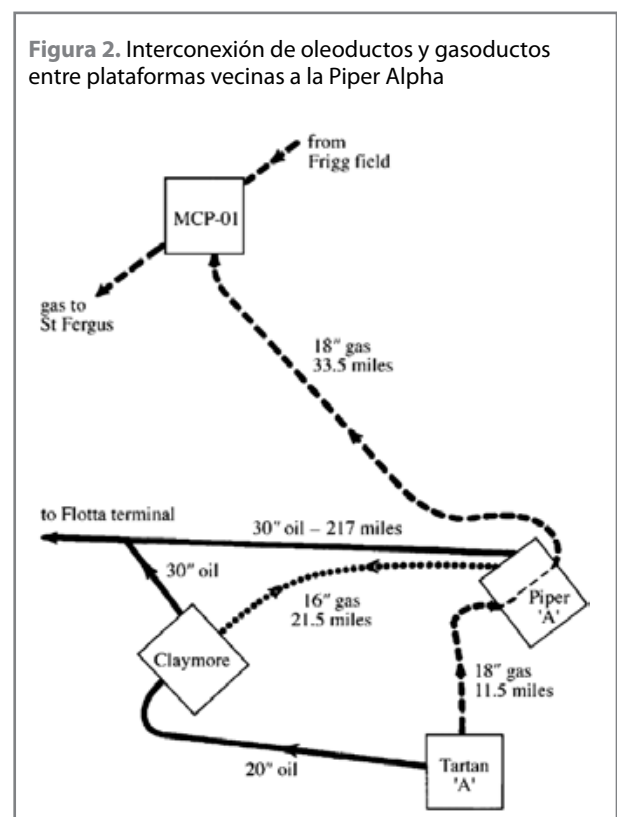 Figura 2. Interconexión de oleoductos y gasoductos
entre plataformas vecinas a la Piper Alpha
from
Frigg field
MCP-01
gas to
St Fergus
18" gas
33.5 miles
to Flotta terminal
30" oil – 217 miles
30" oil
16" gas
21.5 miles
Piper
'A'
Claymore
18" gas
11.5 miles
20" oil
Tartan
'A'